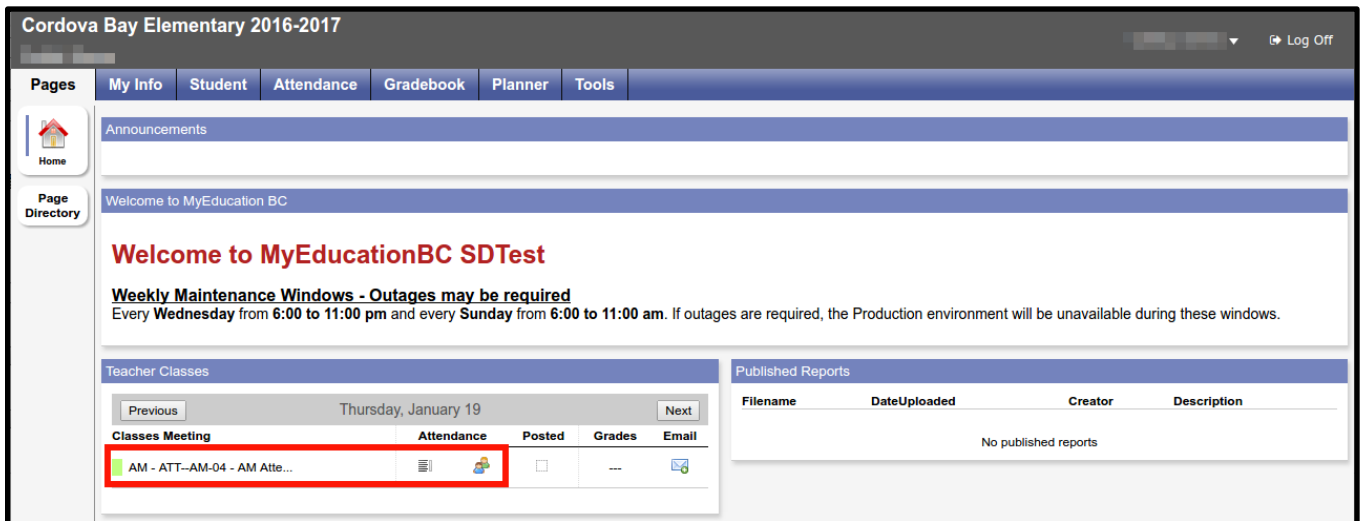 Cordova Bay Elementary 2016-2017
Log Off
Pages My Info Student Attendance Gradebook Planner Tools
Home
Page
Directory
Announcements
Welcome to MyEducation BC
Welcome to MyEducationBC SDTest
Weekly Maintenance Windows - Outages may be required
Every Wednesday from 6:00 to 11:00 pm and every Sunday from 6:00 to 11:00 am. If outages are required, the Production environment will be unavailable during these windows.
Teacher Classes
Previous Thursday, January 19 Next
Classes Meeting Attendance Posted Grades Email
AM - ATT--AM-04 - AM Atte... ---
Published Reports
Filename DateUploaded Creator Description
No published reports